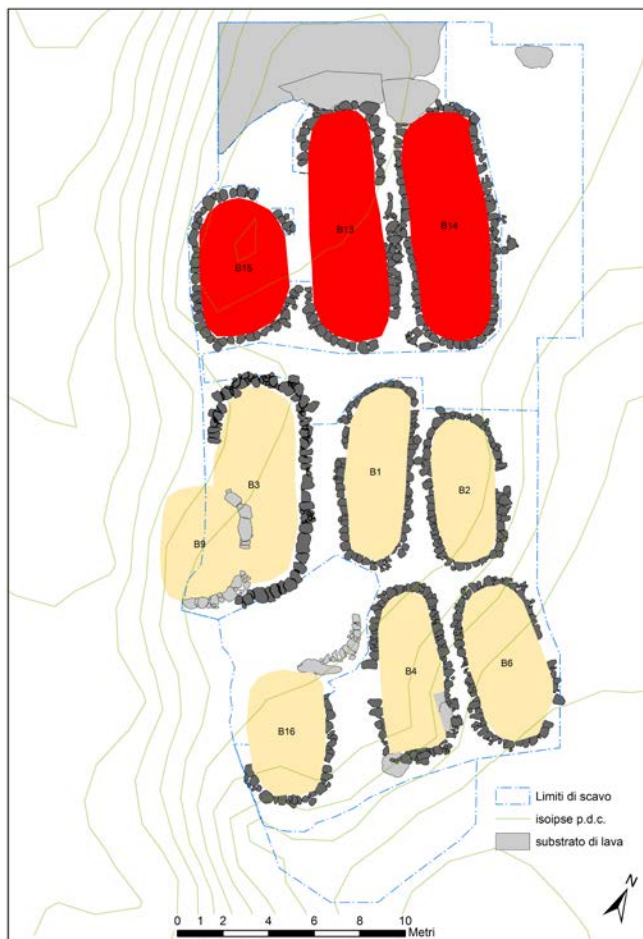 B13
B14
B15
B3
B1
B2
B9
B4
B6
B16
Limiti di scavo
isoipse p.d.c.
substrato di lava
N
0 1 2 4 6 8 10
Metri